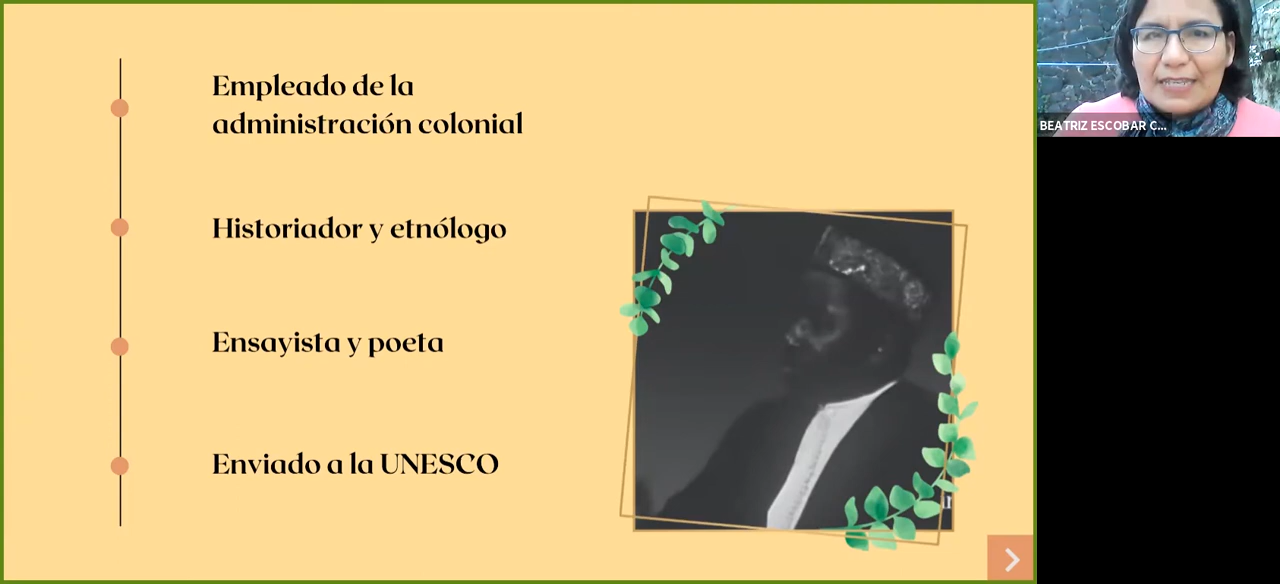 Empleado de la
administración colonial
Historiador y etnólogo
Ensayista y poeta
Enviado a la UNESCO
BEATRIZ ESCOBAR C...